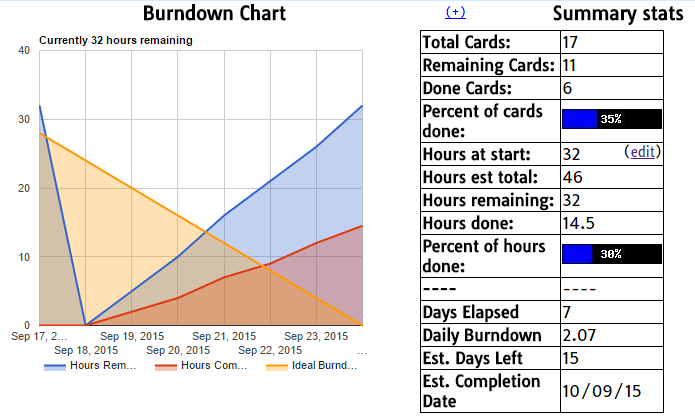 Burndown Chart
Currently 32 hours remaining
40
30
20
10
0
Sep 17, 2...
Sep 18, 2015
Sep 19, 2015
Sep 20, 2015
Sep 21, 2015
Sep 22, 2015
Sep 23, 2015
...
Hours Rem...
Hours Com...
Ideal Burnd...
(+)
Summary stats
Total Cards: 17
Remaining Cards: 11
Done Cards: 6
Percent of cards
done: 35%
Hours at start: 32 (edit)
Hours est total: 46
Hours remaining: 32
Hours done: 14.5
Percent of hours
done: 30%
---- ----
Days Elapsed 7
Daily Burndown 2.07
Est. Days Left 15
Est. Completion
Date 10/09/15